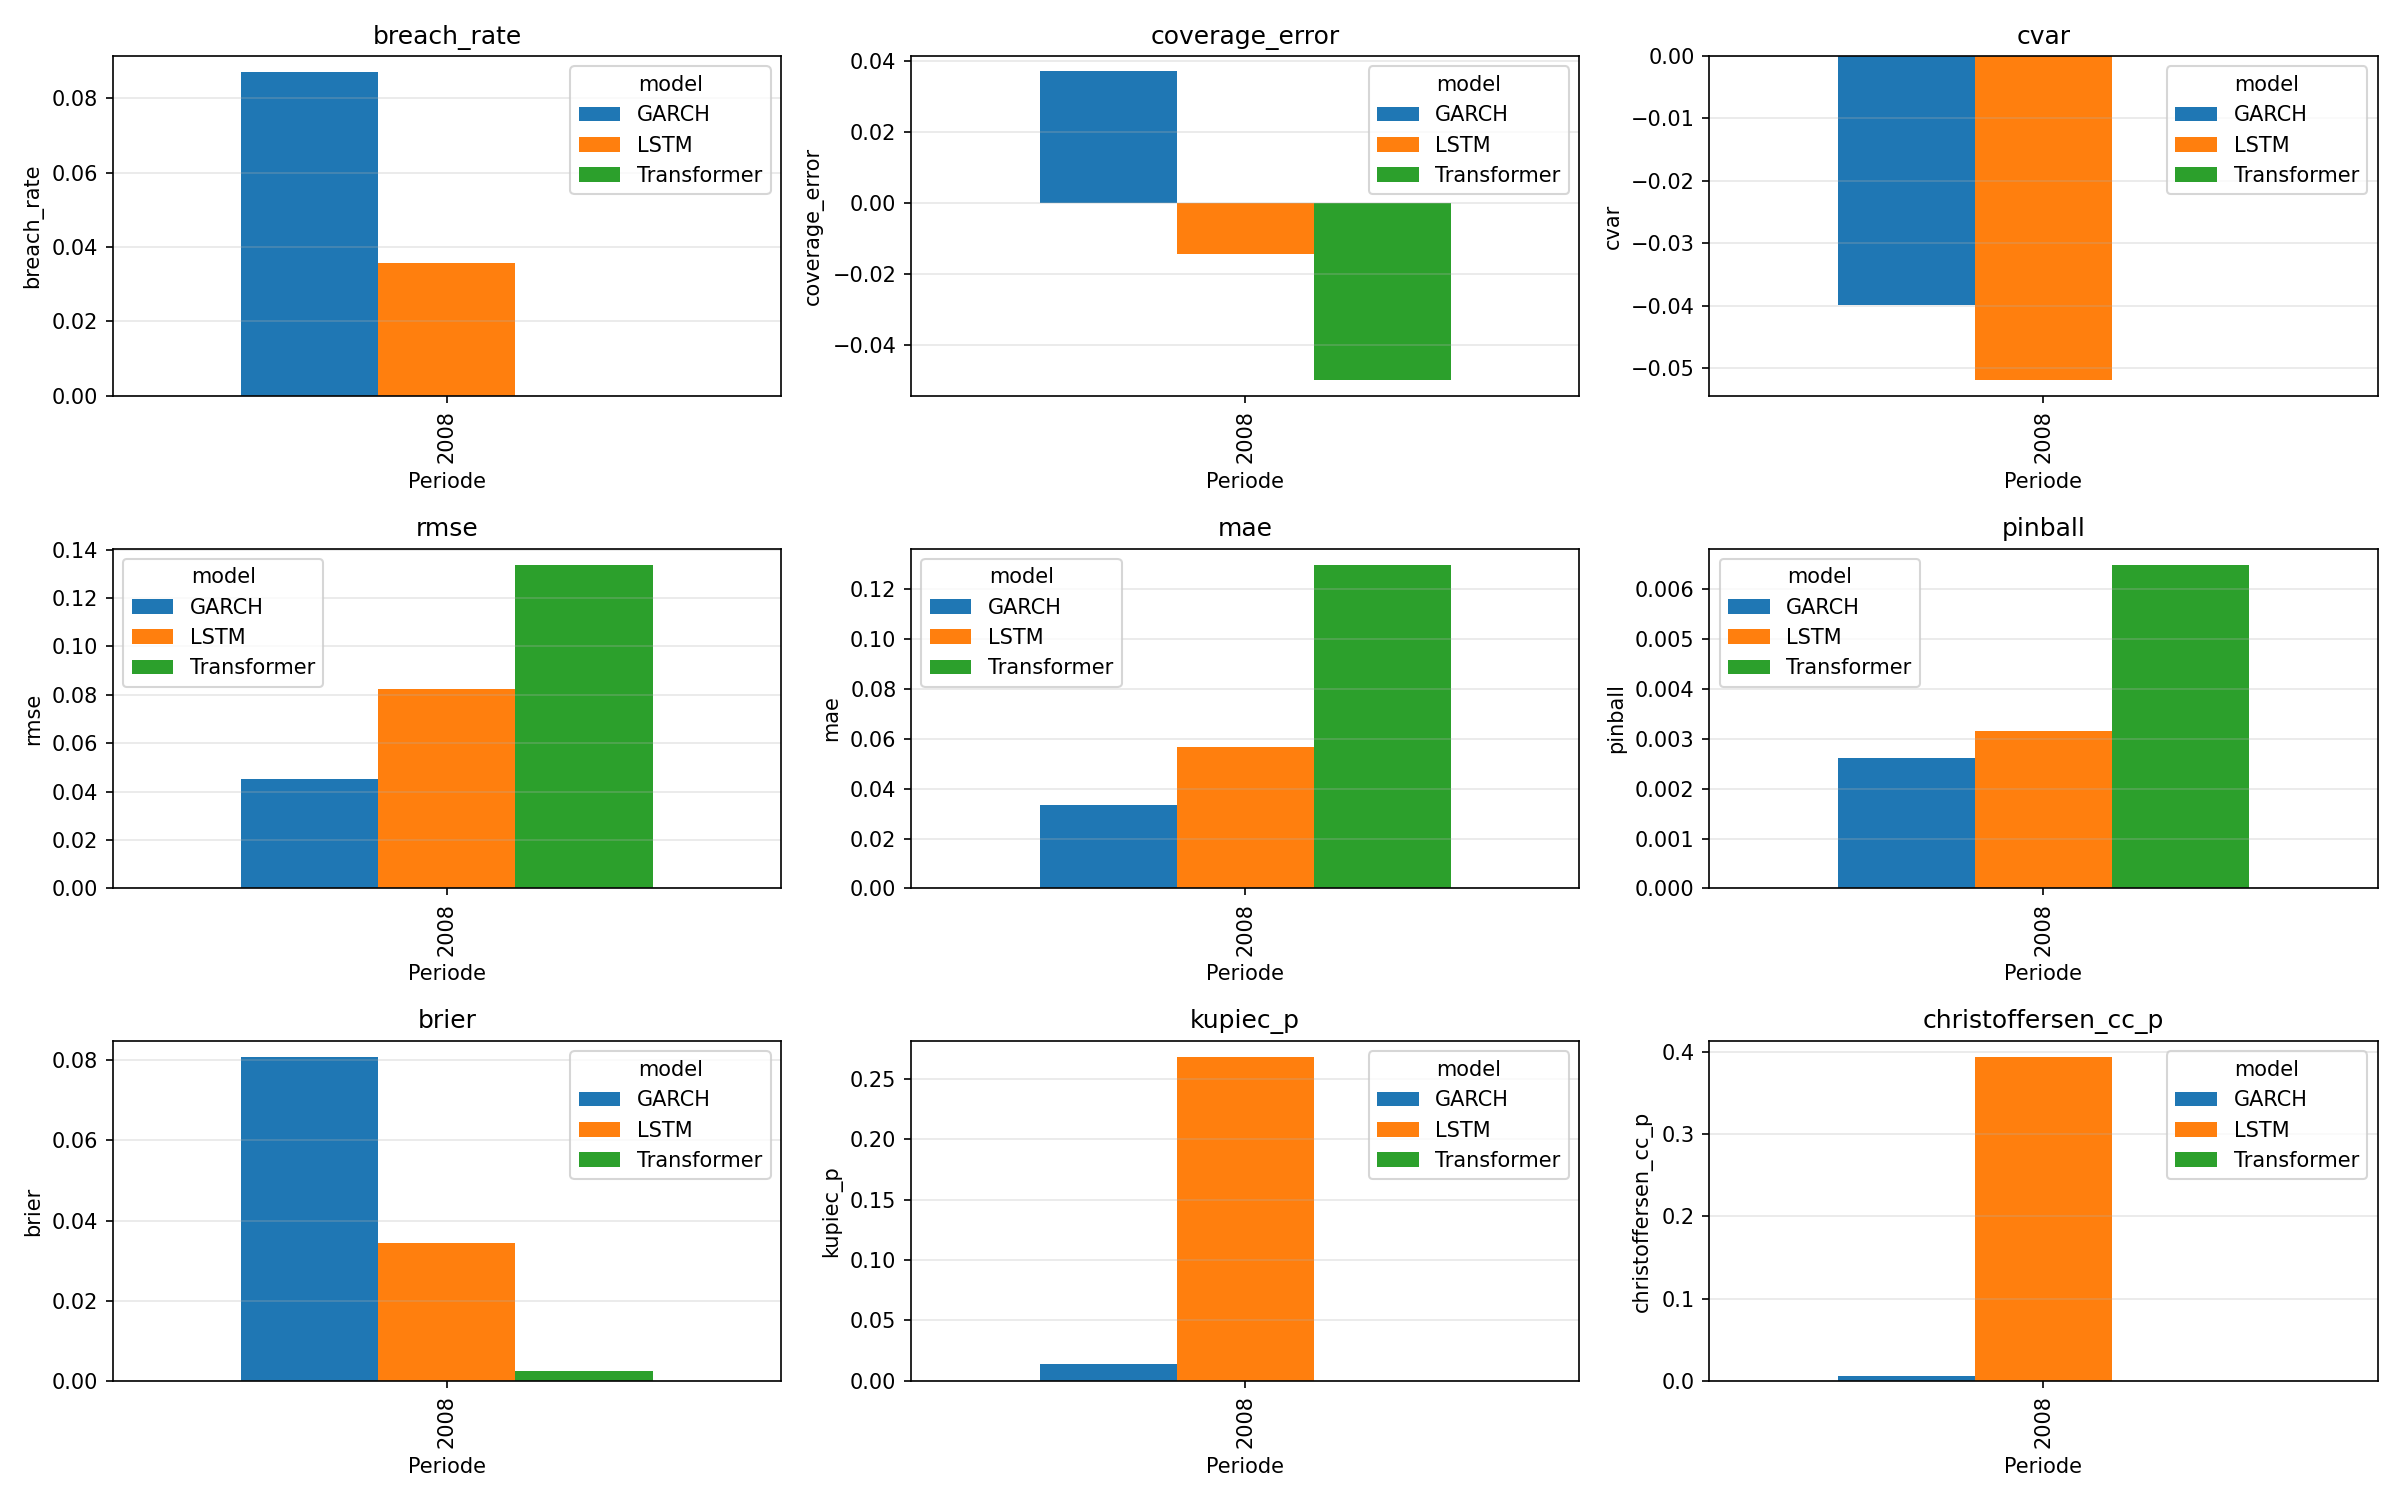 breach_rate
breach_rate
0.08
0.06
0.04
0.02
0.00
model
GARCH
LSTM
Transformer
2008
Periode
coverage_error
coverage_error
0.04
0.02
0.00
−0.02
−0.04
model
GARCH
LSTM
Transformer
2008
Periode
cvar
cvar
0.00
−0.01
−0.02
−0.03
−0.04
−0.05
model
GARCH
LSTM
Transformer
2008
Periode
rmse
rmse
0.14
0.12
0.10
0.08
0.06
0.04
0.02
0.00
model
GARCH
LSTM
Transformer
2008
Periode
mae
mae
0.12
0.10
0.08
0.06
0.04
0.02
0.00
model
GARCH
LSTM
Transformer
2008
Periode
pinball
pinball
0.006
0.005
0.004
0.003
0.002
0.001
0.000
model
GARCH
LSTM
Transformer
2008
Periode
brier
brier
0.08
0.06
0.04
0.02
0.00
model
GARCH
LSTM
Transformer
2008
Periode
kupiec_p
kupiec_p
0.25
0.20
0.15
0.10
0.05
0.00
model
GARCH
LSTM
Transformer
2008
Periode
christoffersen_cc_p
christoffersen_cc_p
0.4
0.3
0.2
0.1
0.0
model
GARCH
LSTM
Transformer
2008
Periode